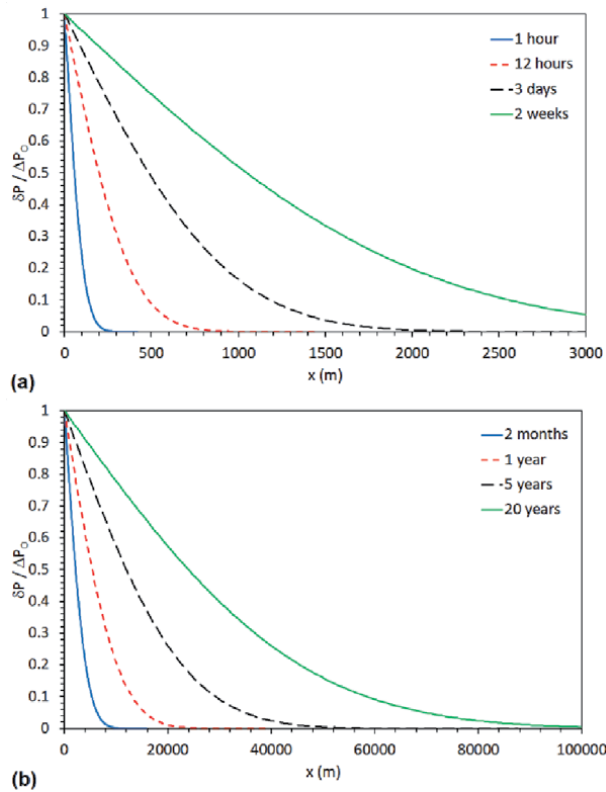 1
0.9
0.8
0.7
0.6
0.5
0.4
0.3
0.2
0.1
0
δP / ΔP₀
1 hour
12 hours
3 days
2 weeks
0 500 1000 1500 2000 2500 3000
x (m)
(a)
1
0.9
0.8
0.7
0.6
0.5
0.4
0.3
0.2
0.1
0
δP / ΔP₀
2 months
1 year
5 years
20 years
0 20000 40000 60000 80000 100000
x (m)
(b)